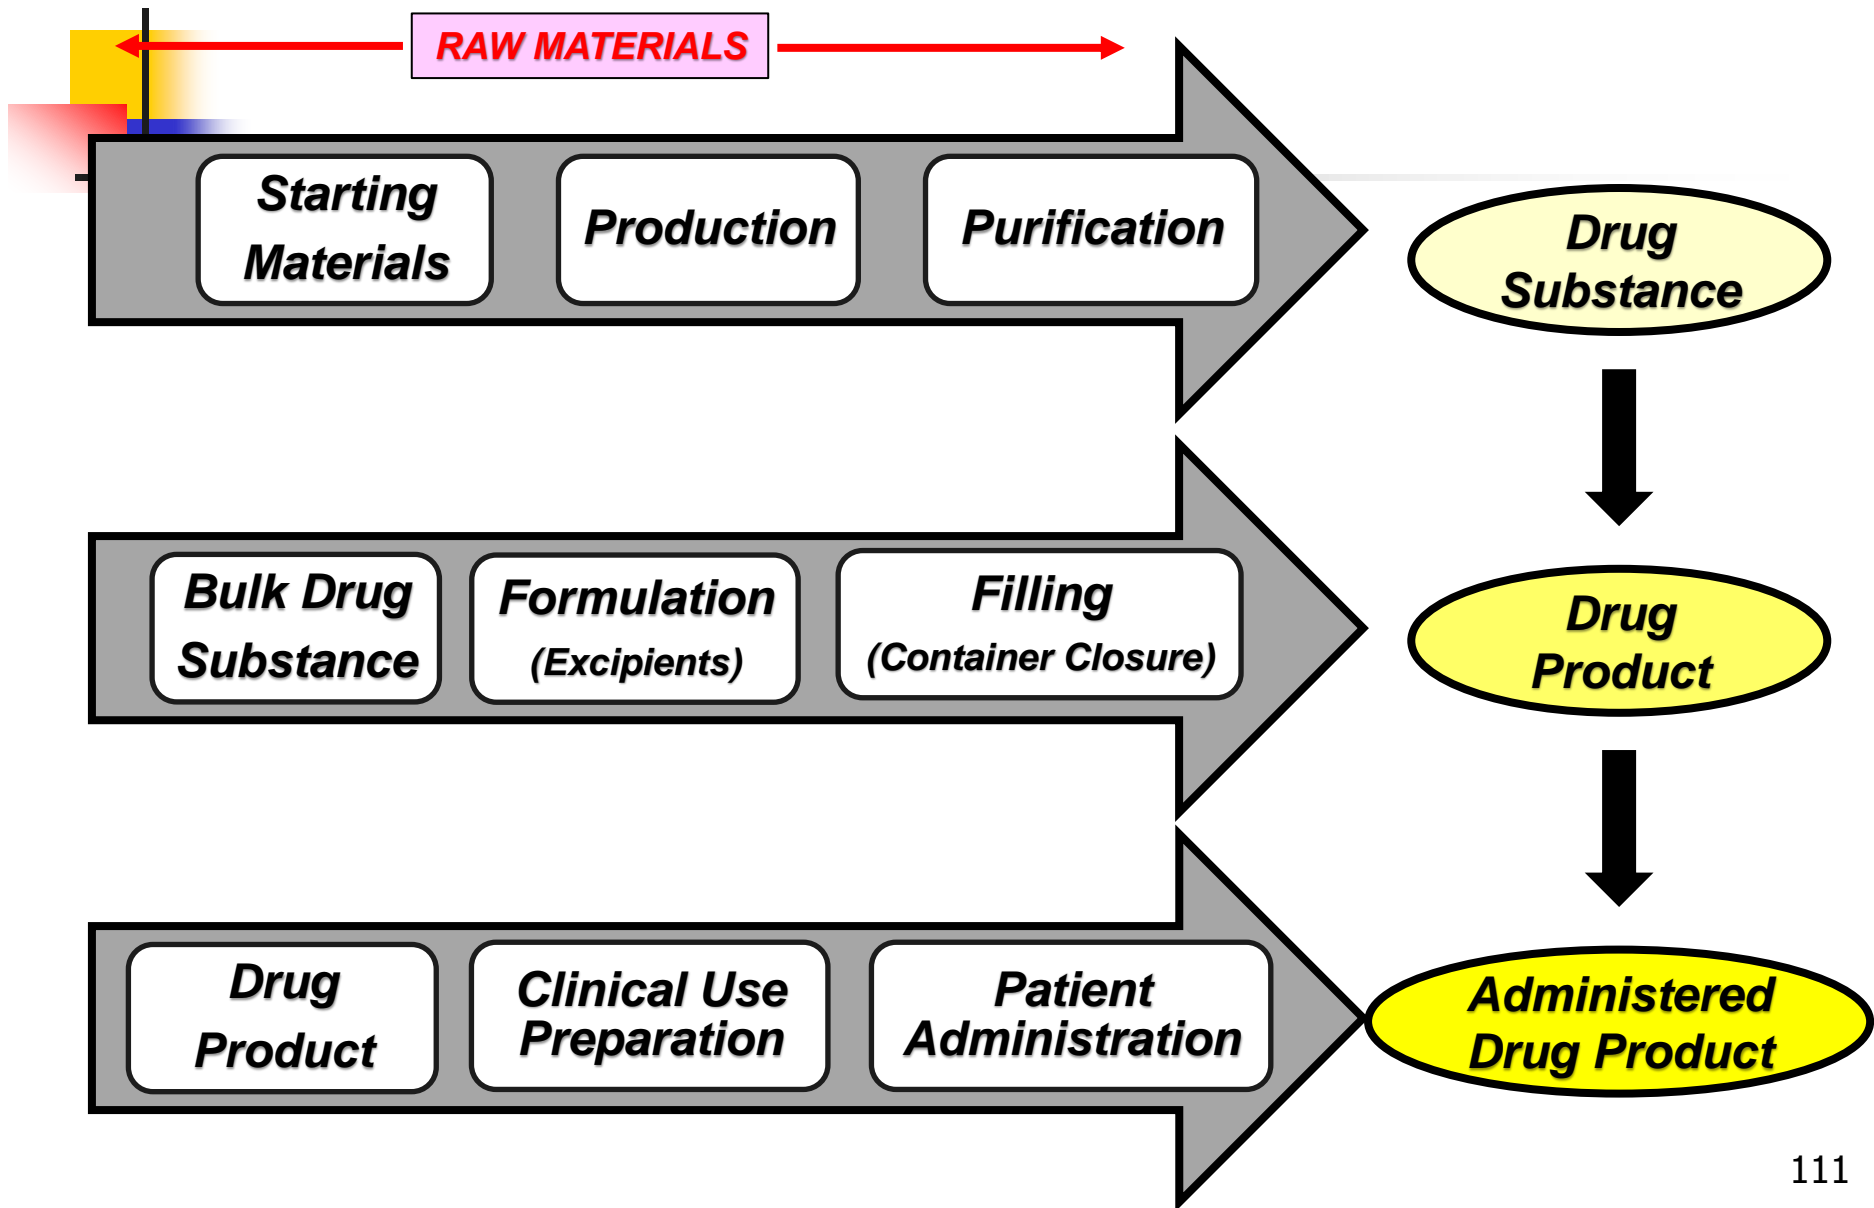 RAW MATERIALS
Starting
Materials
Production
Purification
Drug
Substance
Bulk Drug
Substance
Formulation
(Excipients)
Filling
(Container Closure)
Drug
Product
Drug
Product
Clinical Use
Preparation
Patient
Administration
Administered
Drug Product
111